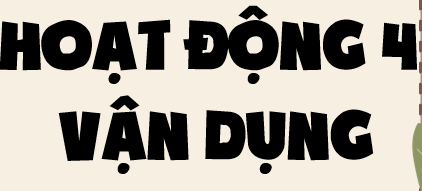 HOẠT ĐỘNG 4
VẬN DỤNG